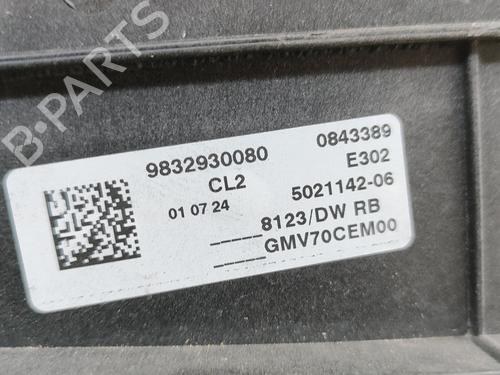 B-PARTS
9832930080
0843389
CL2
E302
01 07 24
5021142-06
8123/DW RB
GMV70CEM00